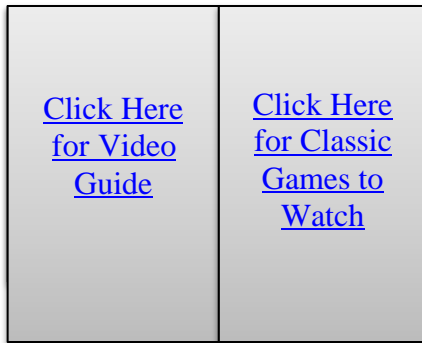 Click Here
for Video
Guide
Click Here
for Classic
Games to
Watch